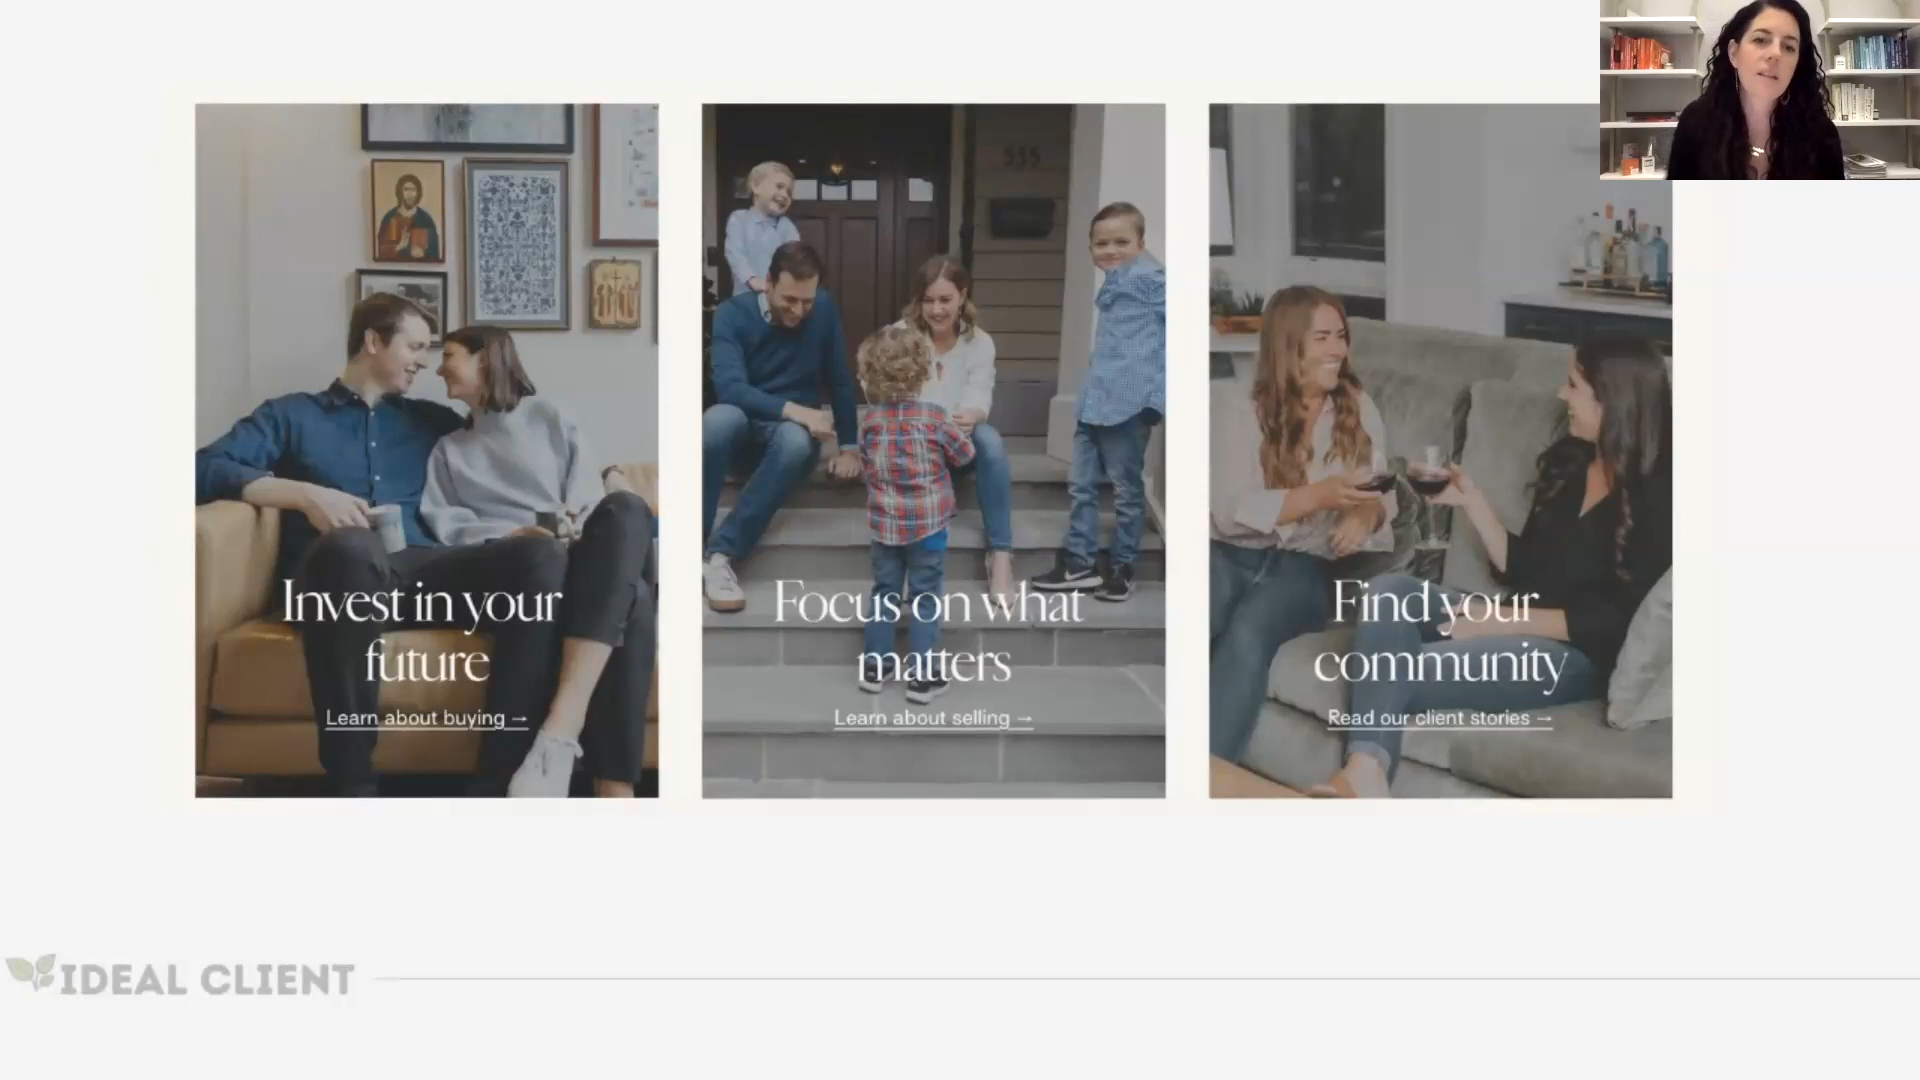 535
Invest in your
future
Learn about buying →
Focus on what
matters
Learn about selling →
Find your
community
Read our client stories →
IDEAL CLIENT